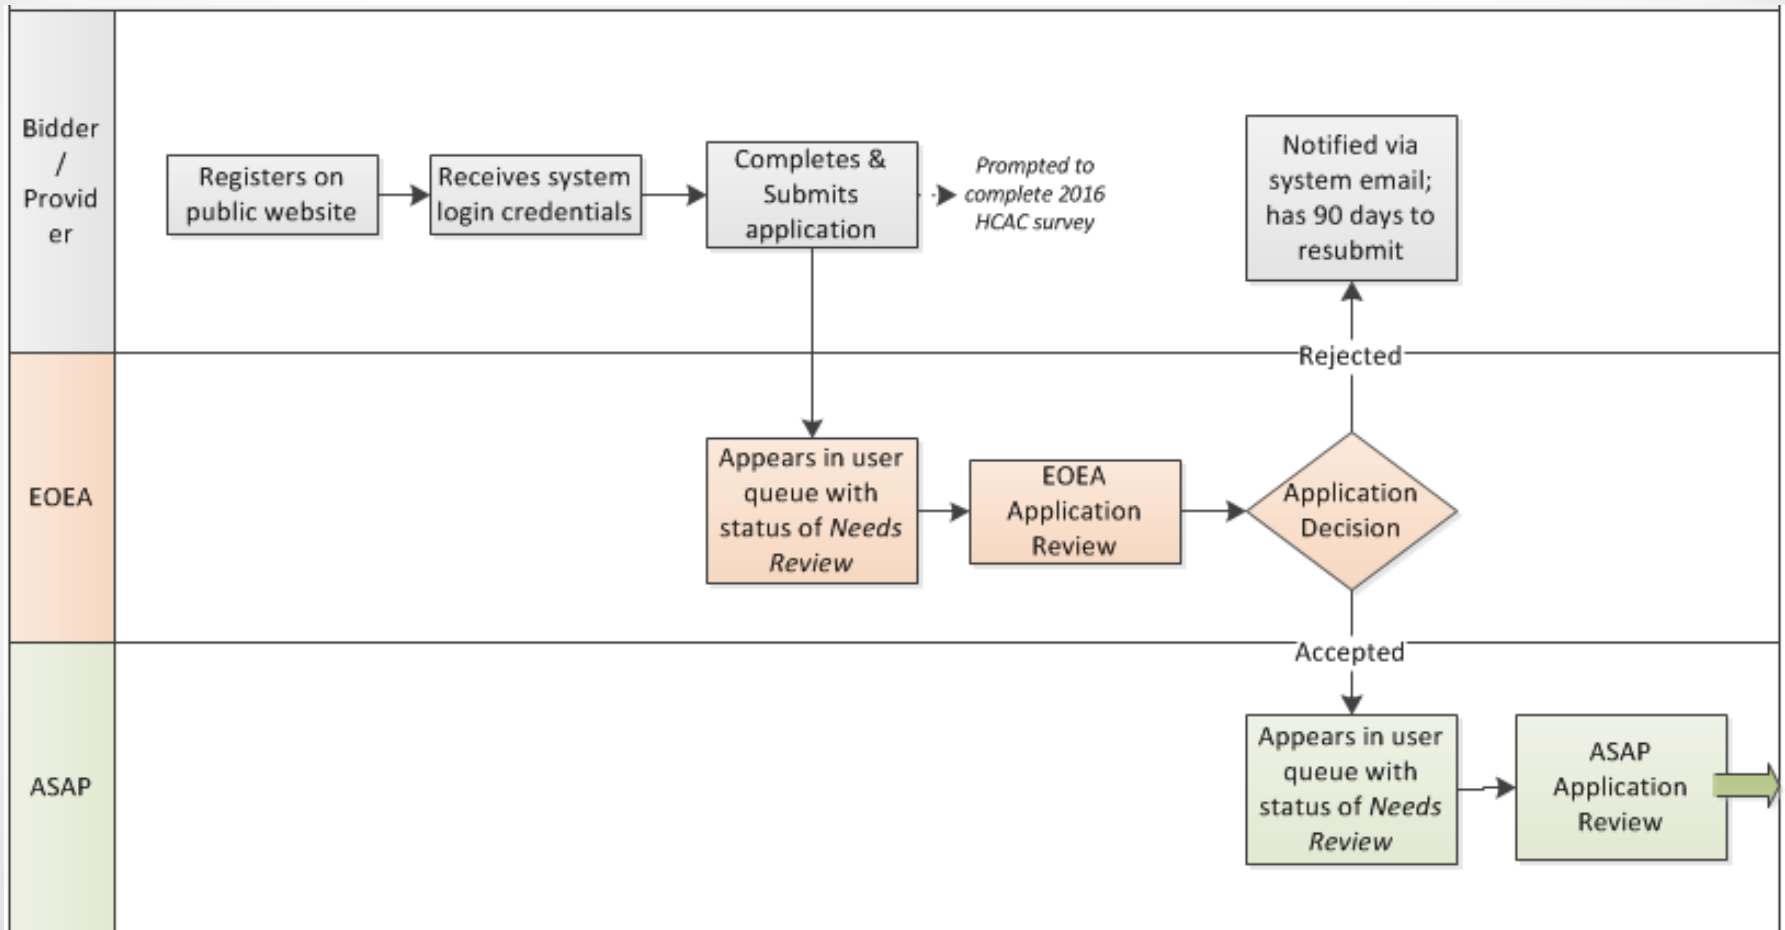 Bidder
/
Provid
er
Registers on
public website
Receives system
login credentials
Completes &
Submits
application
Prompted to
complete 2016
HCAC survey
Notified via
system email;
has 90 days to
resubmit
Rejected
EOEA
Appears in user
queue with
status of Needs
Review
EOEA
Application
Review
Application
Decision
Accepted
ASAP
Appears in user
queue with
status of Needs
Review
ASAP
Application
Review